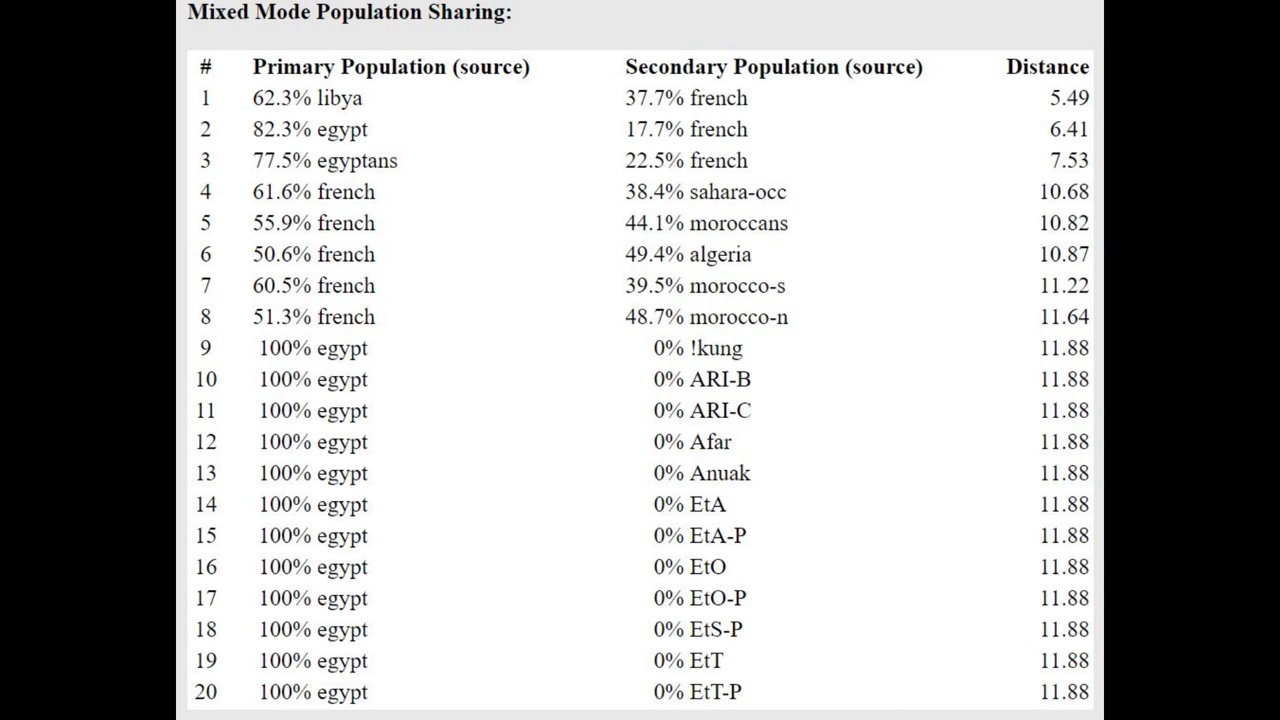 Mixed Mode Population Sharing:
# Primary Population (source) Secondary Population (source) Distance
1 62.3% libya 37.7% french 5.49
2 82.3% egypt 17.7% french 6.41
3 77.5% egyptans 22.5% french 7.53
4 61.6% french 38.4% sahara-occ 10.68
5 55.9% french 44.1% moroccans 10.82
6 50.6% french 49.4% algeria 10.87
7 60.5% french 39.5% morocco-s 11.22
8 51.3% french 48.7% morocco-n 11.64
9 100% egypt 0% !kung 11.88
10 100% egypt 0% ARI-B 11.88
11 100% egypt 0% ARI-C 11.88
12 100% egypt 0% Afar 11.88
13 100% egypt 0% Anuak 11.88
14 100% egypt 0% EtA 11.88
15 100% egypt 0% EtA-P 11.88
16 100% egypt 0% EtO 11.88
17 100% egypt 0% EtO-P 11.88
18 100% egypt 0% EtS-P 11.88
19 100% egypt 0% EtT 11.88
20 100% egypt 0% EtT-P 11.88